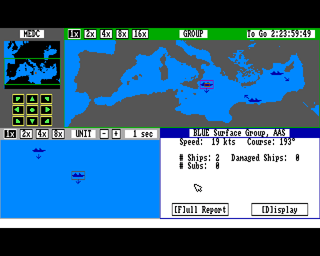 MEDC 1x 2x 4x 8x 16x GROUP To Go 2:23:59:49
1x 2x 4x 8x UNIT - + 1 sec
BLUE Surface Group, AAS
Speed: 19 kts Course: 193°
# Ships: 2 Damaged Ships: 0
# Subs: 0
[F]ull Report [D]isplay